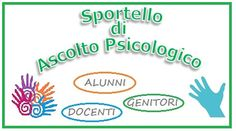 Sportello
di
Ascolto Psicologico
ALUNNI
GENITORI
DOCENTI